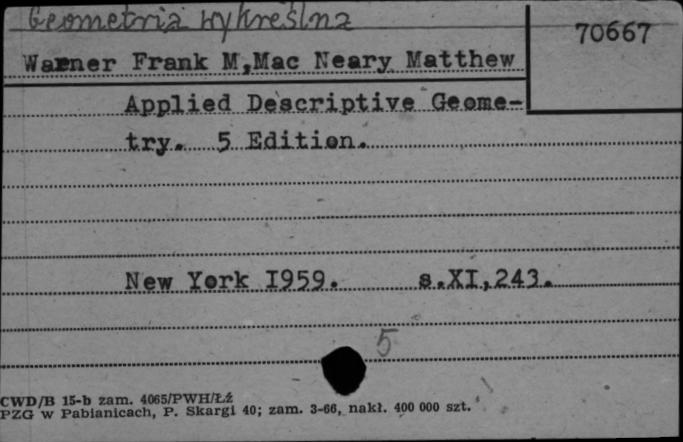 Geometria wykreślna
70667
Warner Frank M,Mac Neary Matthew
Applied Descriptive Geome-
try. 5 Edition.
New York I959. s.XI,243.
5
CWD/B 15-b zam. 4065/PWH/Łź
PZG w Pabianicach, P. Skargi 40; zam. 3-66, nakł. 400 000 szt.